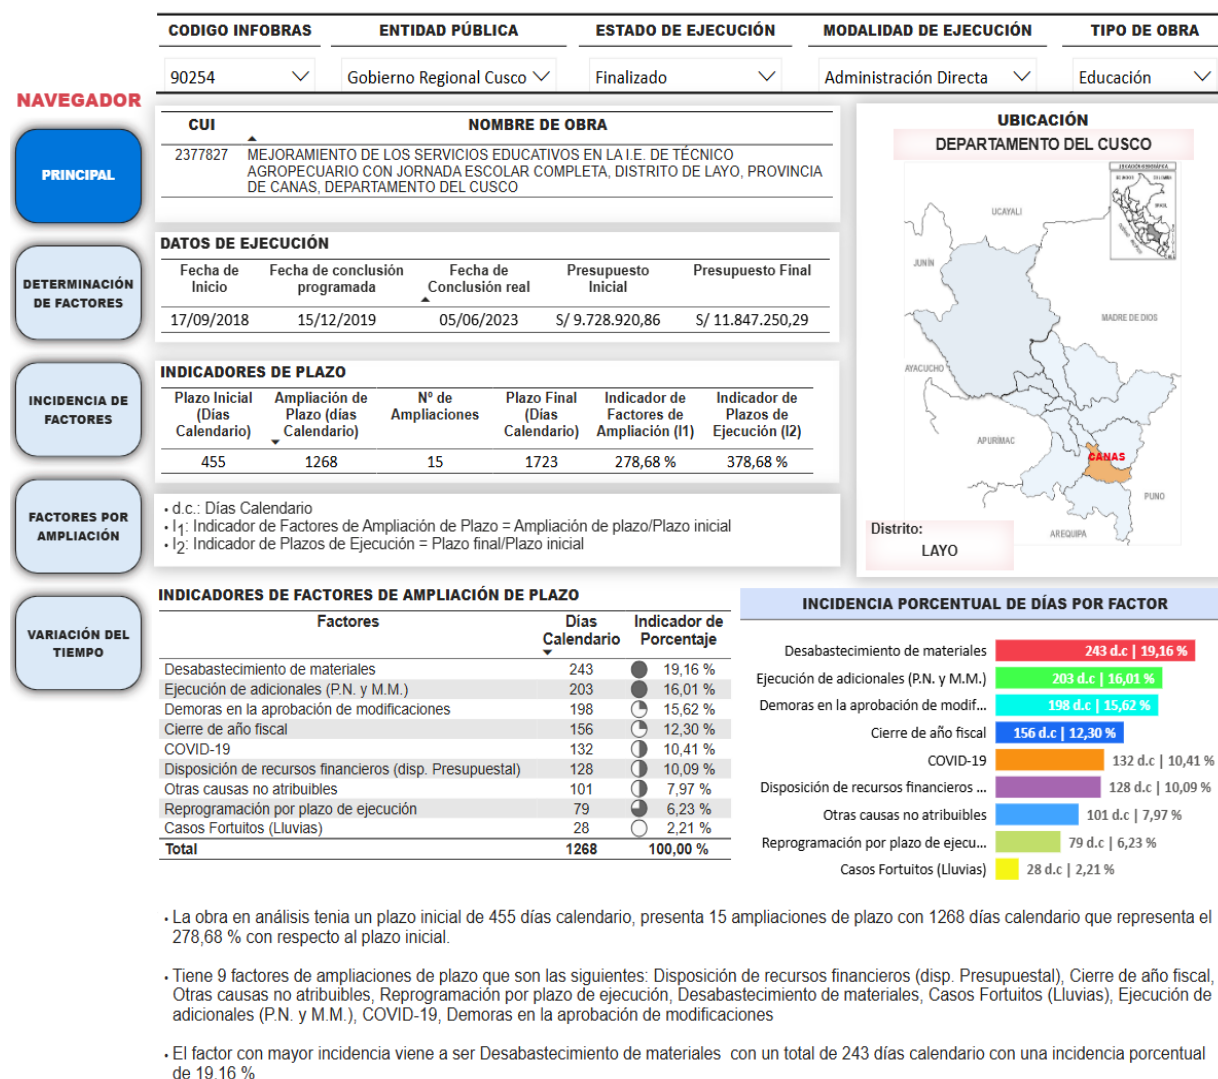 CODIGO INFOBRAS ENTIDAD PÚBLICA ESTADO DE EJECUCIÓN MODALIDAD DE EJECUCIÓN TIPO DE OBRA
90254 Gobierno Regional Cusco Finalizado Administración Directa Educación
NAVEGADOR
PRINCIPAL
DETERMINACIÓN
DE FACTORES
INCIDENCIA DE
FACTORES
FACTORES POR
AMPLIACIÓN
VARIACIÓN DEL
TIEMPO
CUI NOMBRE DE OBRA
2377827 MEJORAMIENTO DE LOS SERVICIOS EDUCATIVOS EN LA I.E. DE TÉCNICO
AGROPECUARIO CON JORNADA ESCOLAR COMPLETA, DISTRITO DE LAYO, PROVINCIA
DE CANAS, DEPARTAMENTO DEL CUSCO
DATOS DE EJECUCIÓN
Fecha de Fecha de conclusión Fecha de Presupuesto Presupuesto Final
Inicio programada Conclusión real Inicial
17/09/2018 15/12/2019 05/06/2023 S/ 9.728.920,86 S/ 11.847.250,29
INDICADORES DE PLAZO
Plazo Inicial Ampliación de Nº de Plazo Final Indicador de Indicador de
(Días Plazo (días Ampliaciones (Días Factores de Plazos de
Calendario) Calendario) Calendario) Ampliación (I1) Ejecución (I2)
455 1268 15 1723 278,68 % 378,68 %
• d.c.: Días Calendario
• I1: Indicador de Factores de Ampliación de Plazo = Ampliación de plazo/Plazo inicial
• I2: Indicador de Plazos de Ejecución = Plazo final/Plazo inicial
UBICACIÓN
DEPARTAMENTO DEL CUSCO
UCAYALI
JUNÍN
MADRE DE DIOS
AYACUCHO
APURÍMAC
CANAS
PUNO
AREQUIPA
Distrito:
LAYO
INDICADORES DE FACTORES DE AMPLIACIÓN DE PLAZO
Factores Días Indicador de
Calendario Porcentaje
Desabastecimiento de materiales 243 19,16 %
Ejecución de adicionales (P.N. y M.M.) 203 16,01 %
Demoras en la aprobación de modificaciones 198 15,62 %
Cierre de año fiscal 156 12,30 %
COVID-19 132 10,41 %
Disposición de recursos financieros (disp. Presupuestal) 128 10,09 %
Otras causas no atribuibles 101 7,97 %
Reprogramación por plazo de ejecución 79 6,23 %
Casos Fortuitos (Lluvias) 28 2,21 %
Total 1268 100,00 %
INCIDENCIA PORCENTUAL DE DÍAS POR FACTOR
Desabastecimiento de materiales 243 d.c | 19,16 %
Ejecución de adicionales (P.N. y M.M.) 203 d.c | 16,01 %
Demoras en la aprobación de modif... 198 d.c | 15,62 %
Cierre de año fiscal 156 d.c | 12,30 %
COVID-19 132 d.c | 10,41 %
Disposición de recursos financieros ... 128 d.c | 10,09 %
Otras causas no atribuibles 101 d.c | 7,97 %
Reprogramación por plazo de ejecu... 79 d.c | 6,23 %
Casos Fortuitos (Lluvias) 28 d.c | 2,21 %
• La obra en análisis tenia un plazo inicial de 455 días calendario, presenta 15 ampliaciones de plazo con 1268 días calendario que representa el
278,68 % con respecto al plazo inicial.
• Tiene 9 factores de ampliaciones de plazo que son las siguientes: Disposición de recursos financieros (disp. Presupuestal), Cierre de año fiscal,
Otras causas no atribuibles, Reprogramación por plazo de ejecución, Desabastecimiento de materiales, Casos Fortuitos (Lluvias), Ejecución de
adicionales (P.N. y M.M.), COVID-19, Demoras en la aprobación de modificaciones
• El factor con mayor incidencia viene a ser Desabastecimiento de materiales con un total de 243 días calendario con una incidencia porcentual
de 19,16 %